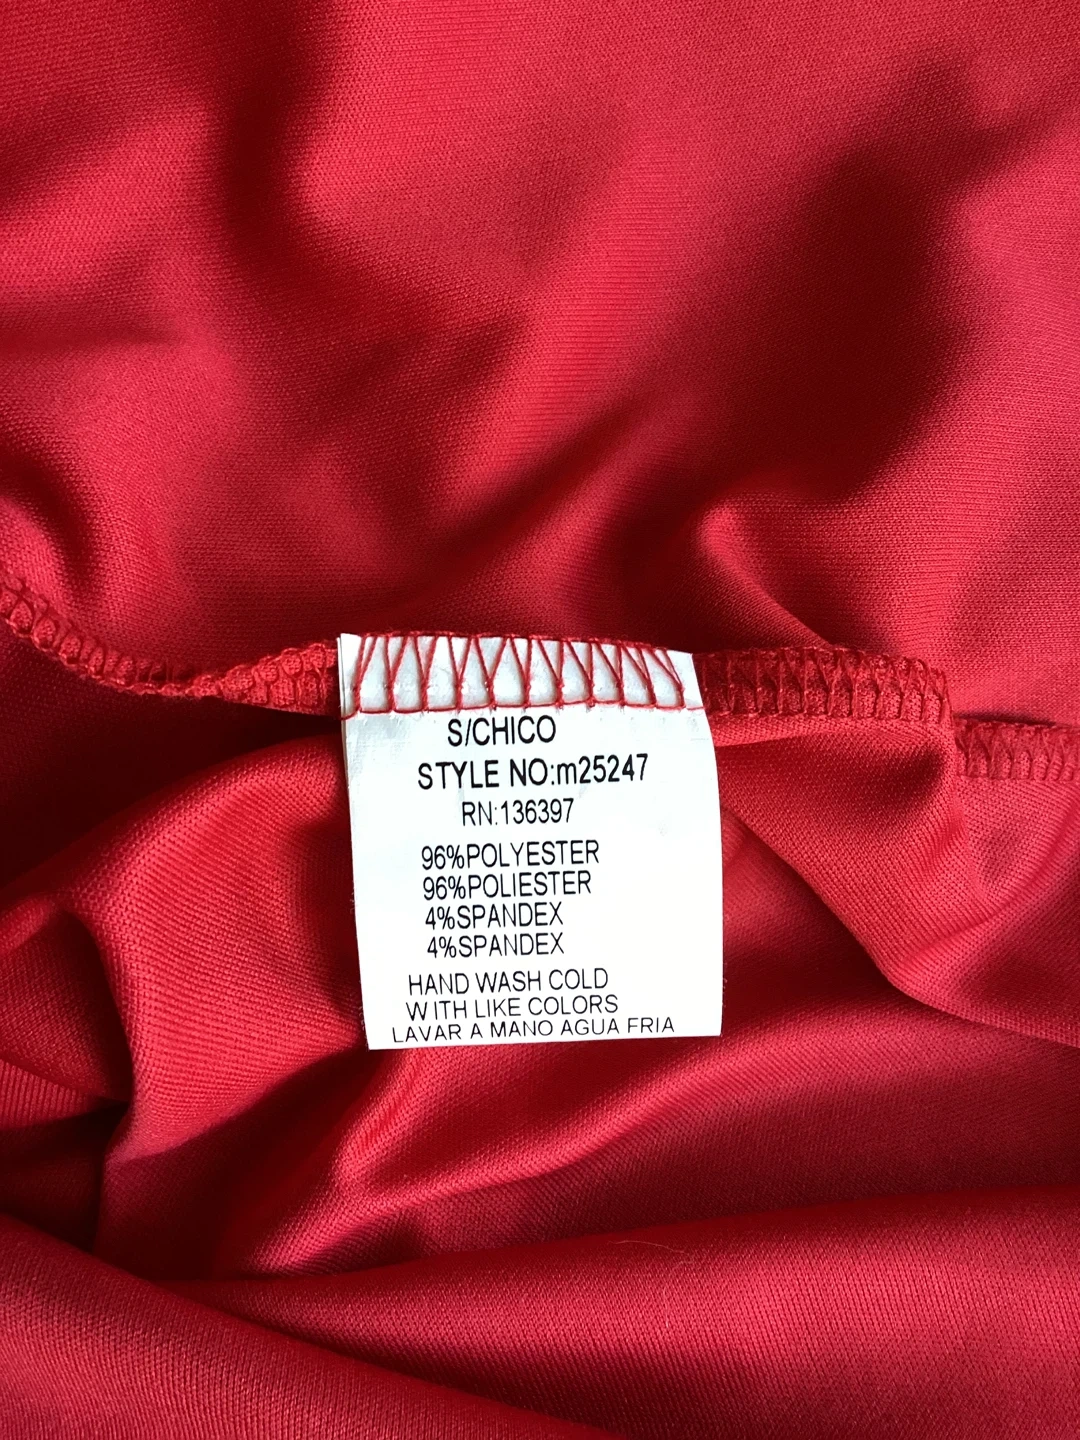 S/CHICO
STYLE NO:m25247
RN:136397
96%POLYESTER
96%POLIESTER
4%SPANDEX
4%SPANDEX
HAND WASH COLD
WITH LIKE COLORS
LAVAR A MANO AGUA FRIA